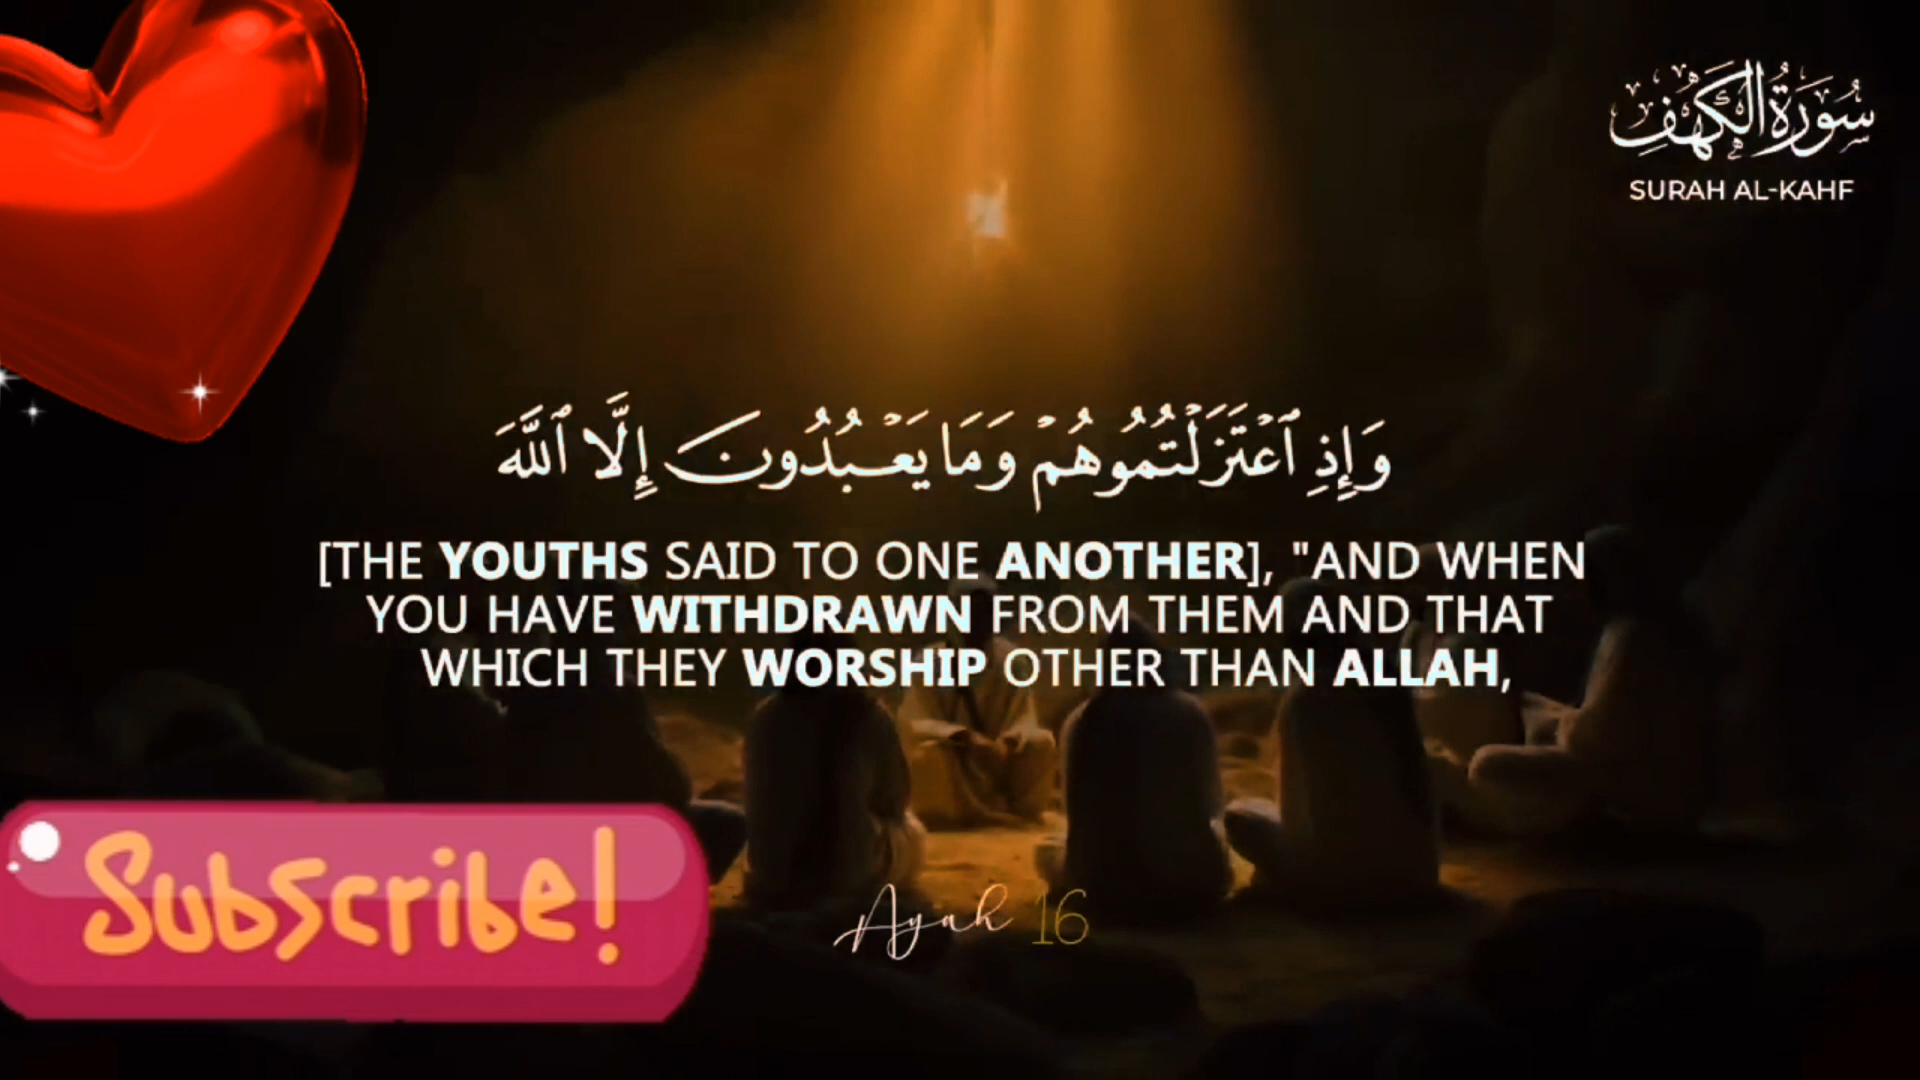 سُورَةُ الْكَهْفِ
SURAH AL-KAHF
وَإِذِ ٱعْتَزَلْتُمُوهُمْ وَمَا يَعْبُدُونَ إِلَّا ٱللَّهَ
[THE YOUTHS SAID TO ONE ANOTHER], "AND WHEN
YOU HAVE WITHDRAWN FROM THEM AND THAT
WHICH THEY WORSHIP OTHER THAN ALLAH,
Subscribe!
Ayah 16